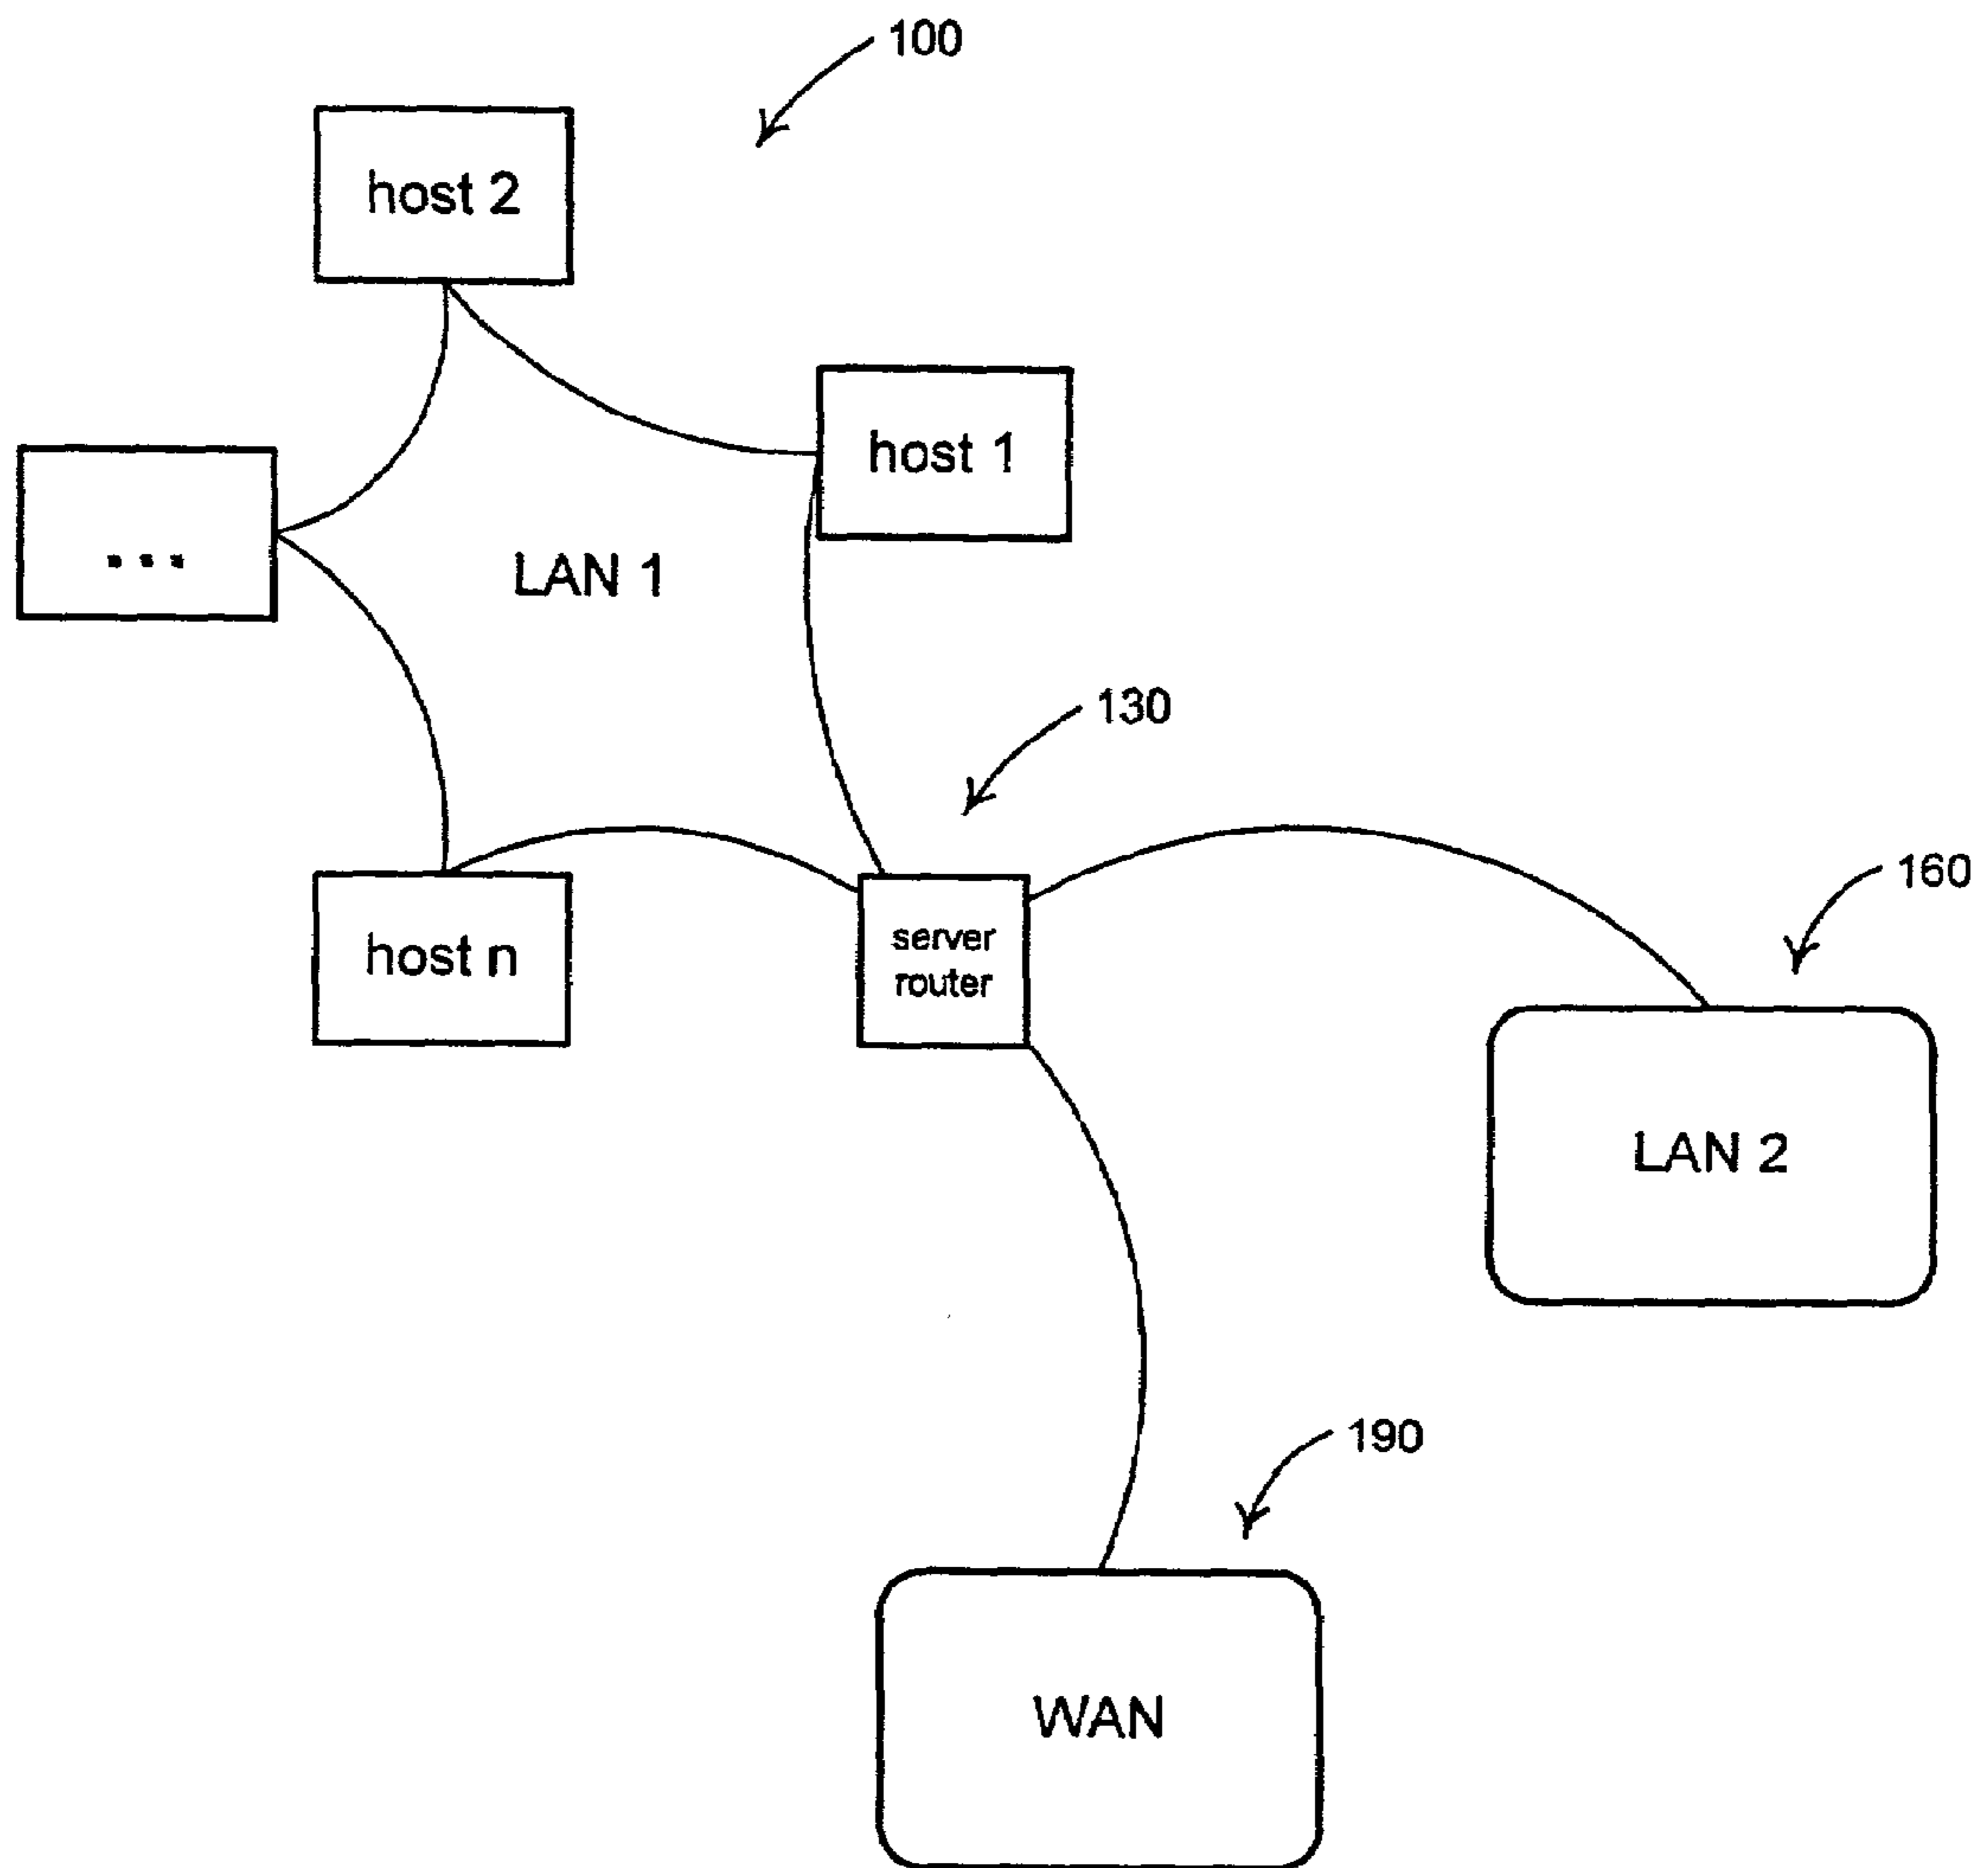 100
host 2
host 1
...
LAN 1
130
160
host n
server
router
LAN 2
190
WAN